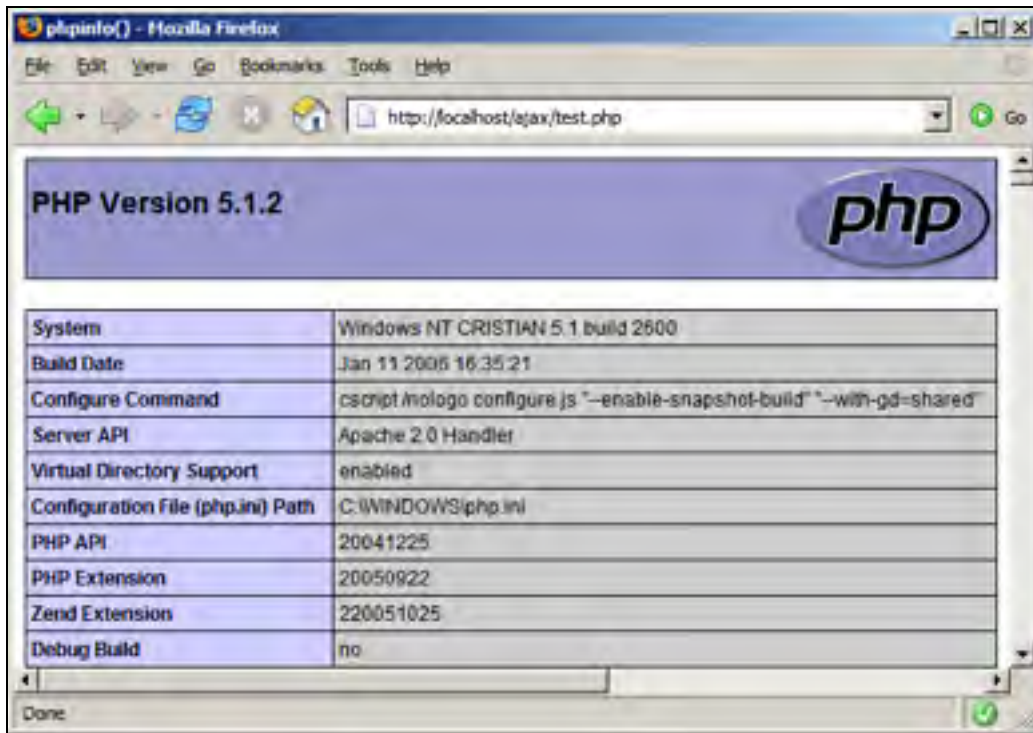 phpinfo() - Mozilla Firefox
File Edit View Go Bookmarks Tools Help
http://localhost/ajax/test.php Go
PHP Version 5.1.2 php
System Windows NT CRISTIAN 5.1 build 2600
Build Date Jan 11 2006 16:35:21
Configure Command cscript /nologo configure.js "--enable-snapshot-build" "--with-gd=shared"
Server API Apache 2.0 Handler
Virtual Directory Support enabled
Configuration File (php.ini) Path C:\WINDOWS\php.ini
PHP API 20041225
PHP Extension 20050922
Zend Extension 220051025
Debug Build no
Done